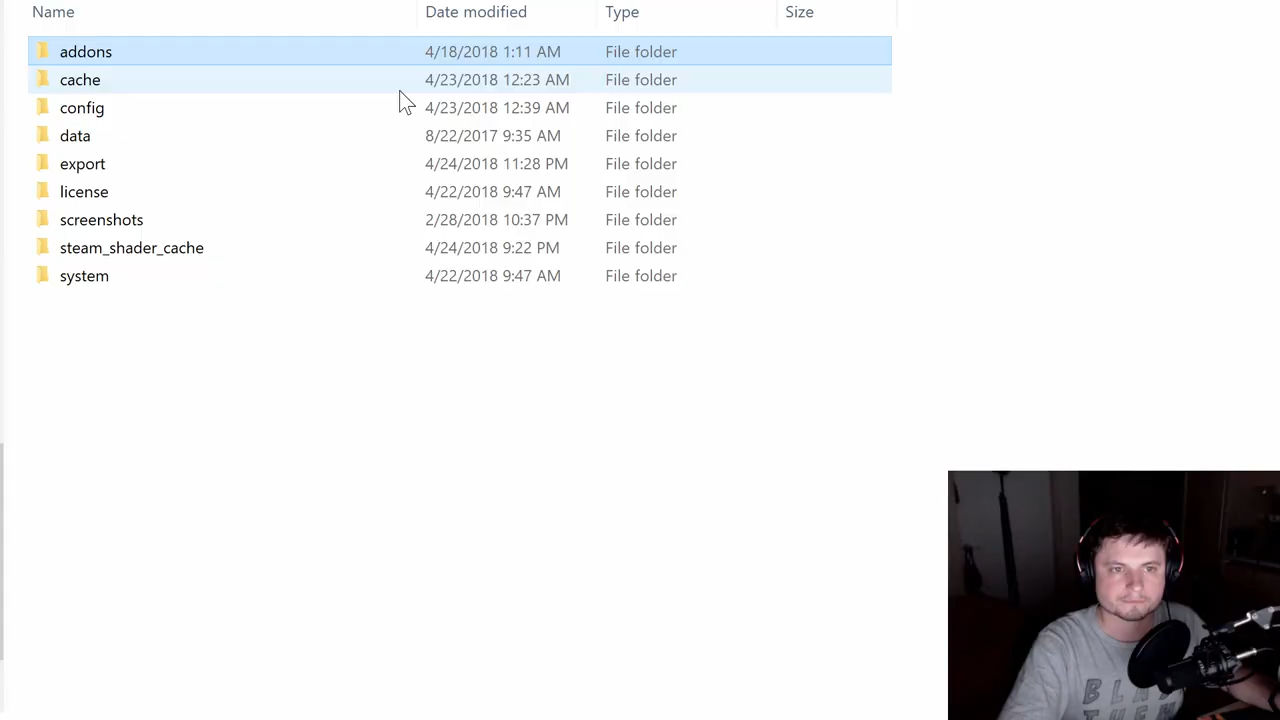 Name Date modified Type Size
addons 4/18/2018 1:11 AM File folder
cache 4/23/2018 12:23 AM File folder
config 4/23/2018 12:39 AM File folder
data 8/22/2017 9:35 AM File folder
export 4/24/2018 11:28 PM File folder
license 4/22/2018 9:47 AM File folder
screenshots 2/28/2018 10:37 PM File folder
steam_shader_cache 4/24/2018 9:22 PM File folder
system 4/22/2018 9:47 AM File folder